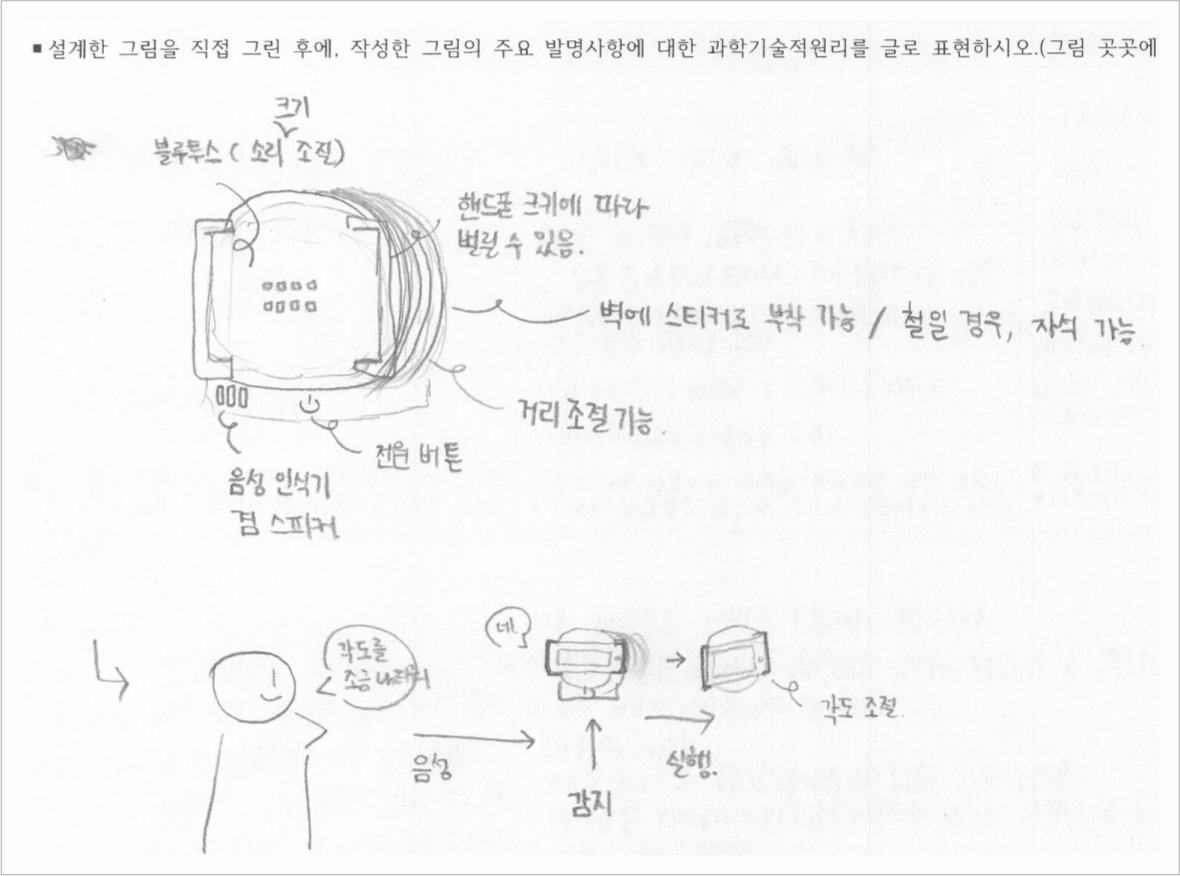 ▪ 설계한 그림을 직접 그린 후에, 작성한 그림의 주요 발명사항에 대한 과학기술적원리를 글로 표현하시오.(그림 곳곳에
크기
블루투스 ( 소리 조절)
핸드폰 크귀에 따라
벌릴 수 있음.
벽에 스티커로 부착 가능 / 철일 경우, 자석 가능
거리 조절 기능.
전원 버튼
음성 인식기
겸 스피커
네.
각도를
조금
각도 조절.
음성
실행.
감지